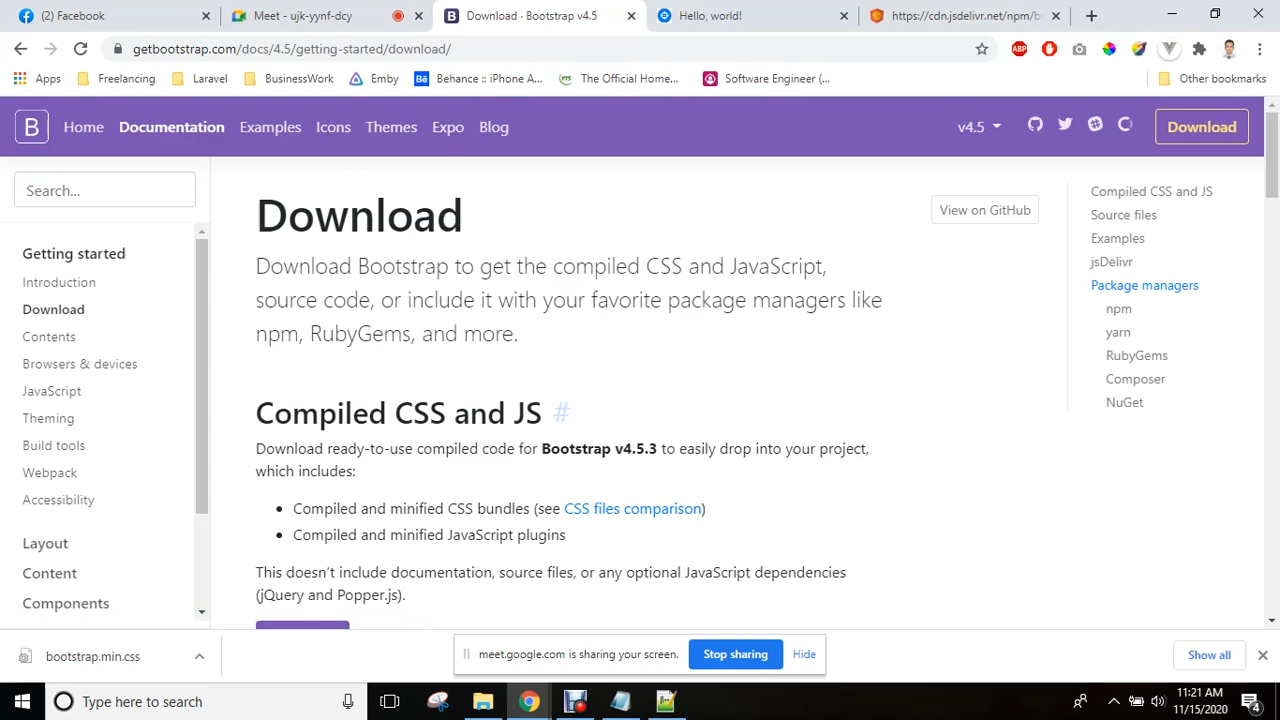 (2) Facebook
Meet - ujk-yynf-dcy
Download · Bootstrap v4.5
Hello, world!
https://cdn.jsdelivr.net/npm/bo
getbootstrap.com/docs/4.5/getting-started/download/
ABP
Apps
Freelancing
Laravel
BusinessWork
Emby
Bē
Behance :: iPhone A...
The Official Home...
Software Engineer (...
Other bookmarks
B
Home
Documentation
Examples
Icons
Themes
Expo
Blog
v4.5
Download
Search...
Getting started
Introduction
Download
Contents
Browsers & devices
JavaScript
Theming
Build tools
Webpack
Accessibility
Layout
Content
Components
Download
View on GitHub
Download Bootstrap to get the compiled CSS and JavaScript,
source code, or include it with your favorite package managers like
npm, RubyGems, and more.
Compiled CSS and JS #
Download ready-to-use compiled code for Bootstrap v4.5.3 to easily drop into your project,
which includes:
Compiled and minified CSS bundles (see CSS files comparison)
Compiled and minified JavaScript plugins
This doesn't include documentation, source files, or any optional JavaScript dependencies
(jQuery and Popper.js).
Compiled CSS and JS
Source files
Examples
jsDelivr
Package managers
npm
yarn
RubyGems
Composer
NuGet
bootstrap.min.css
meet.google.com is sharing your screen.
Stop sharing
Hide
Show all
Type here to search
11:21 AM
11/15/2020
4